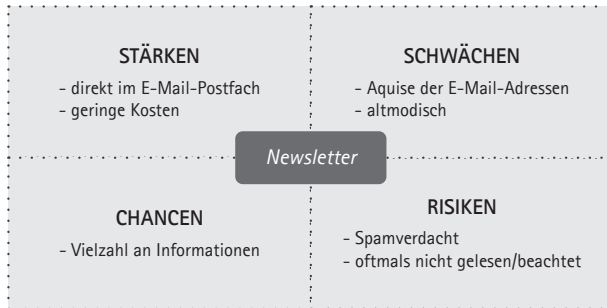 STÄRKEN
- direkt im E-Mail-Postfach
- geringe Kosten
SCHWÄCHEN
- Aquise der E-Mail-Adressen
- altmodisch
Newsletter
CHANCEN
- Vielzahl an Informationen
RISIKEN
- Spamverdacht
- oftmals nicht gelesen/beachtet